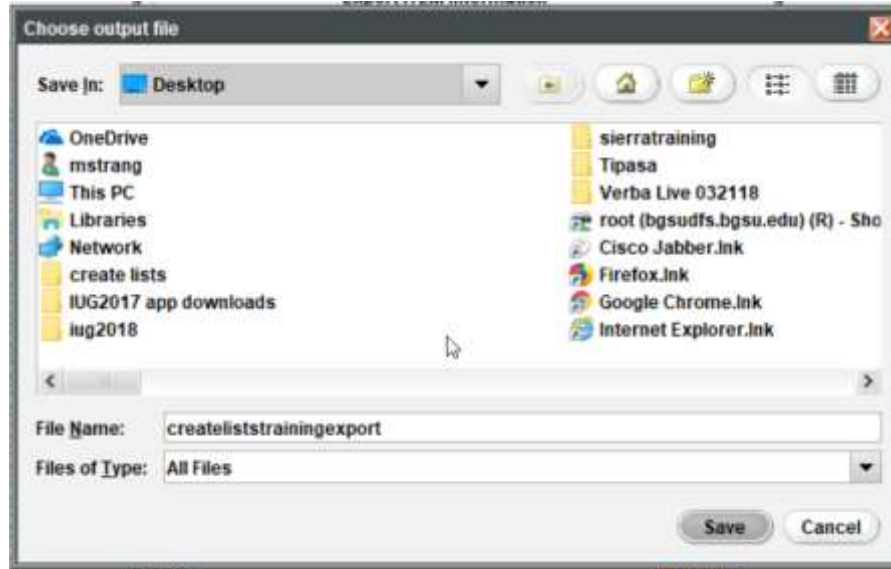 Choose output file
Save In: Desktop
OneDrive
mstrang
This PC
Libraries
Network
create lists
IUG2017 app downloads
iug2018
sierratraining
Tipasa
Verba Live 032118
root (bgsudfs.bgsu.edu) (R) - Sho
Cisco Jabber.lnk
Firefox.lnk
Google Chrome.lnk
Internet Explorer.lnk
File Name: createliststrainingexport
Files of Type: All Files
Save Cancel